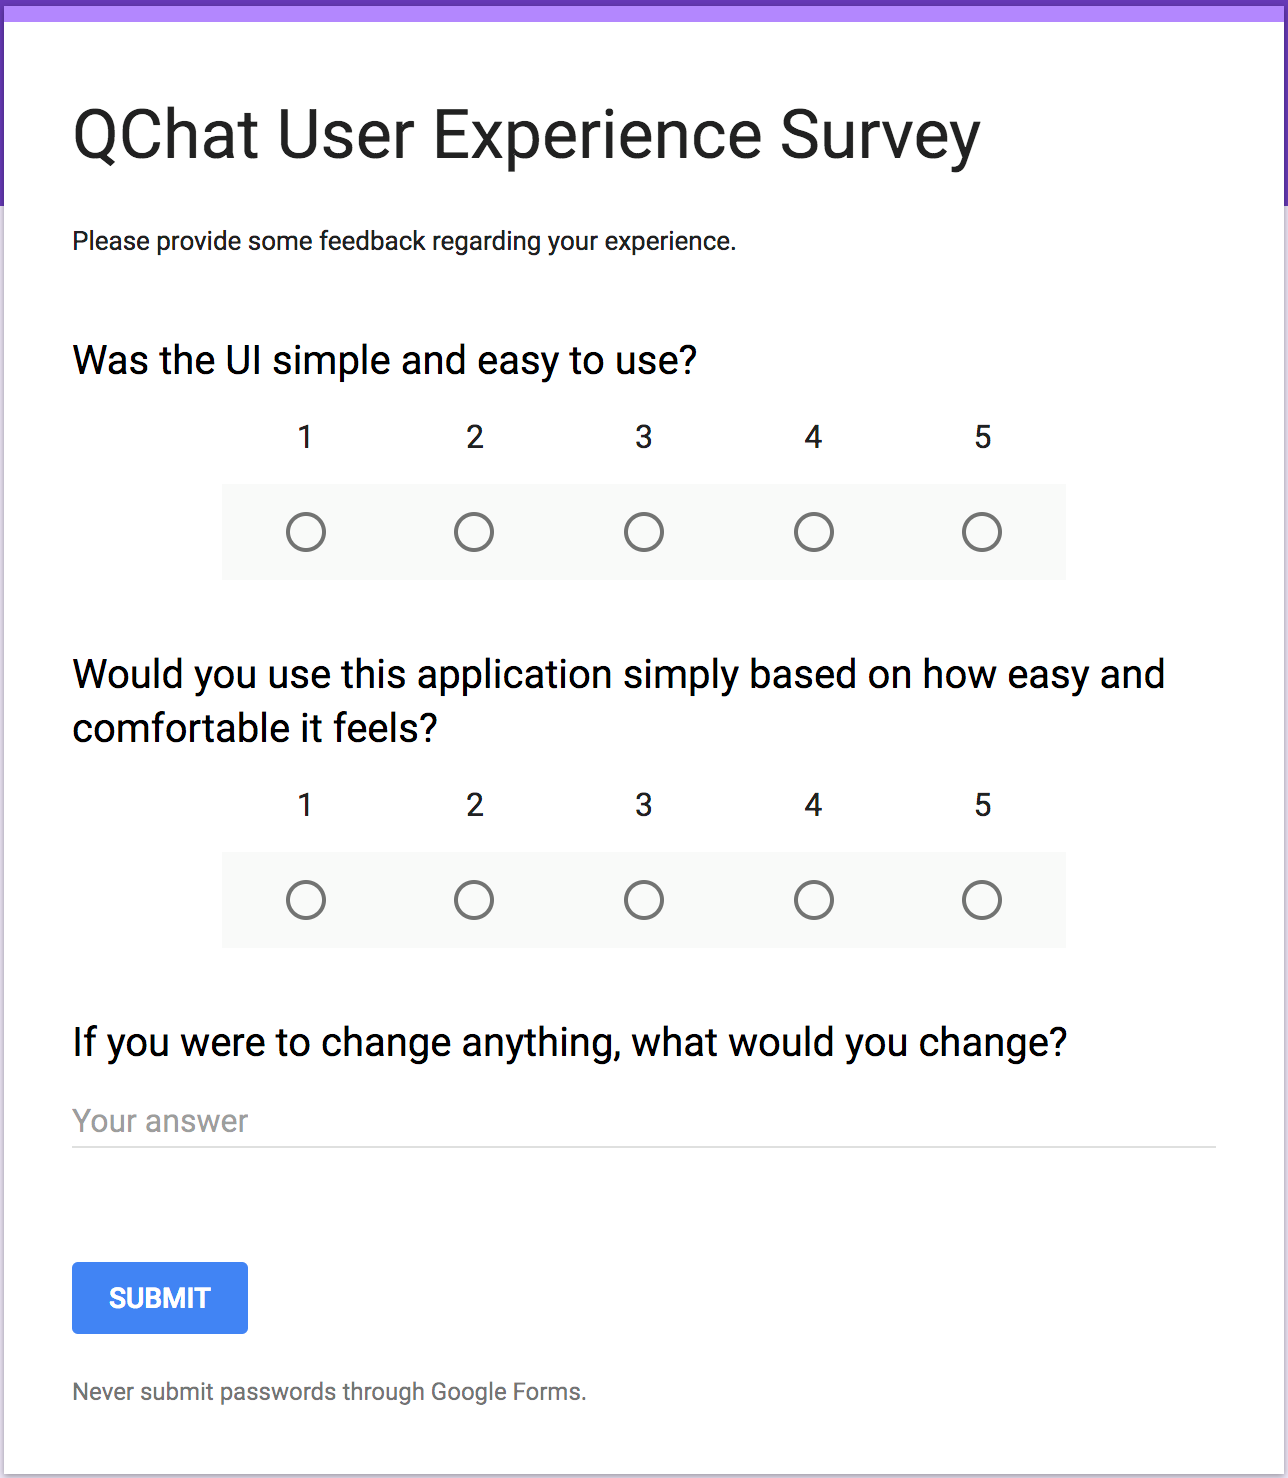 QChat User Experience Survey
Please provide some feedback regarding your experience.
Was the UI simple and easy to use?
1 2 3 4 5
Would you use this application simply based on how easy and
comfortable it feels?
1 2 3 4 5
If you were to change anything, what would you change?
Your answer
SUBMIT
Never submit passwords through Google Forms.